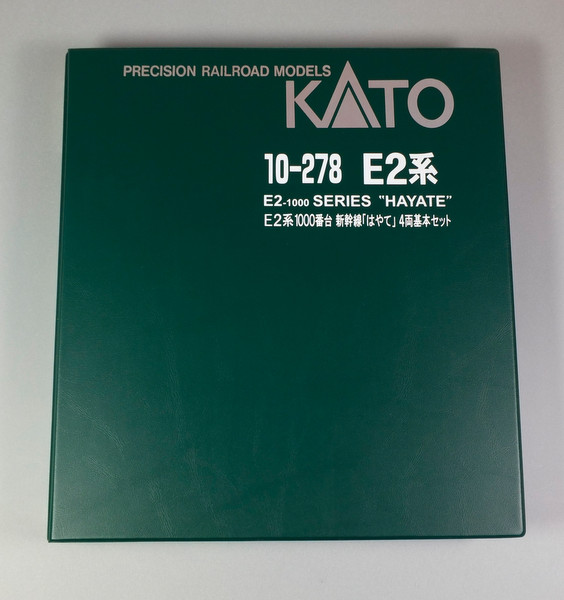 PRECISION RAILROAD MODELS
KATO
10-278 E2系
E2-1000 SERIES "HAYATE"
E2系1000番台 新幹線「はやて」 4両基本セット